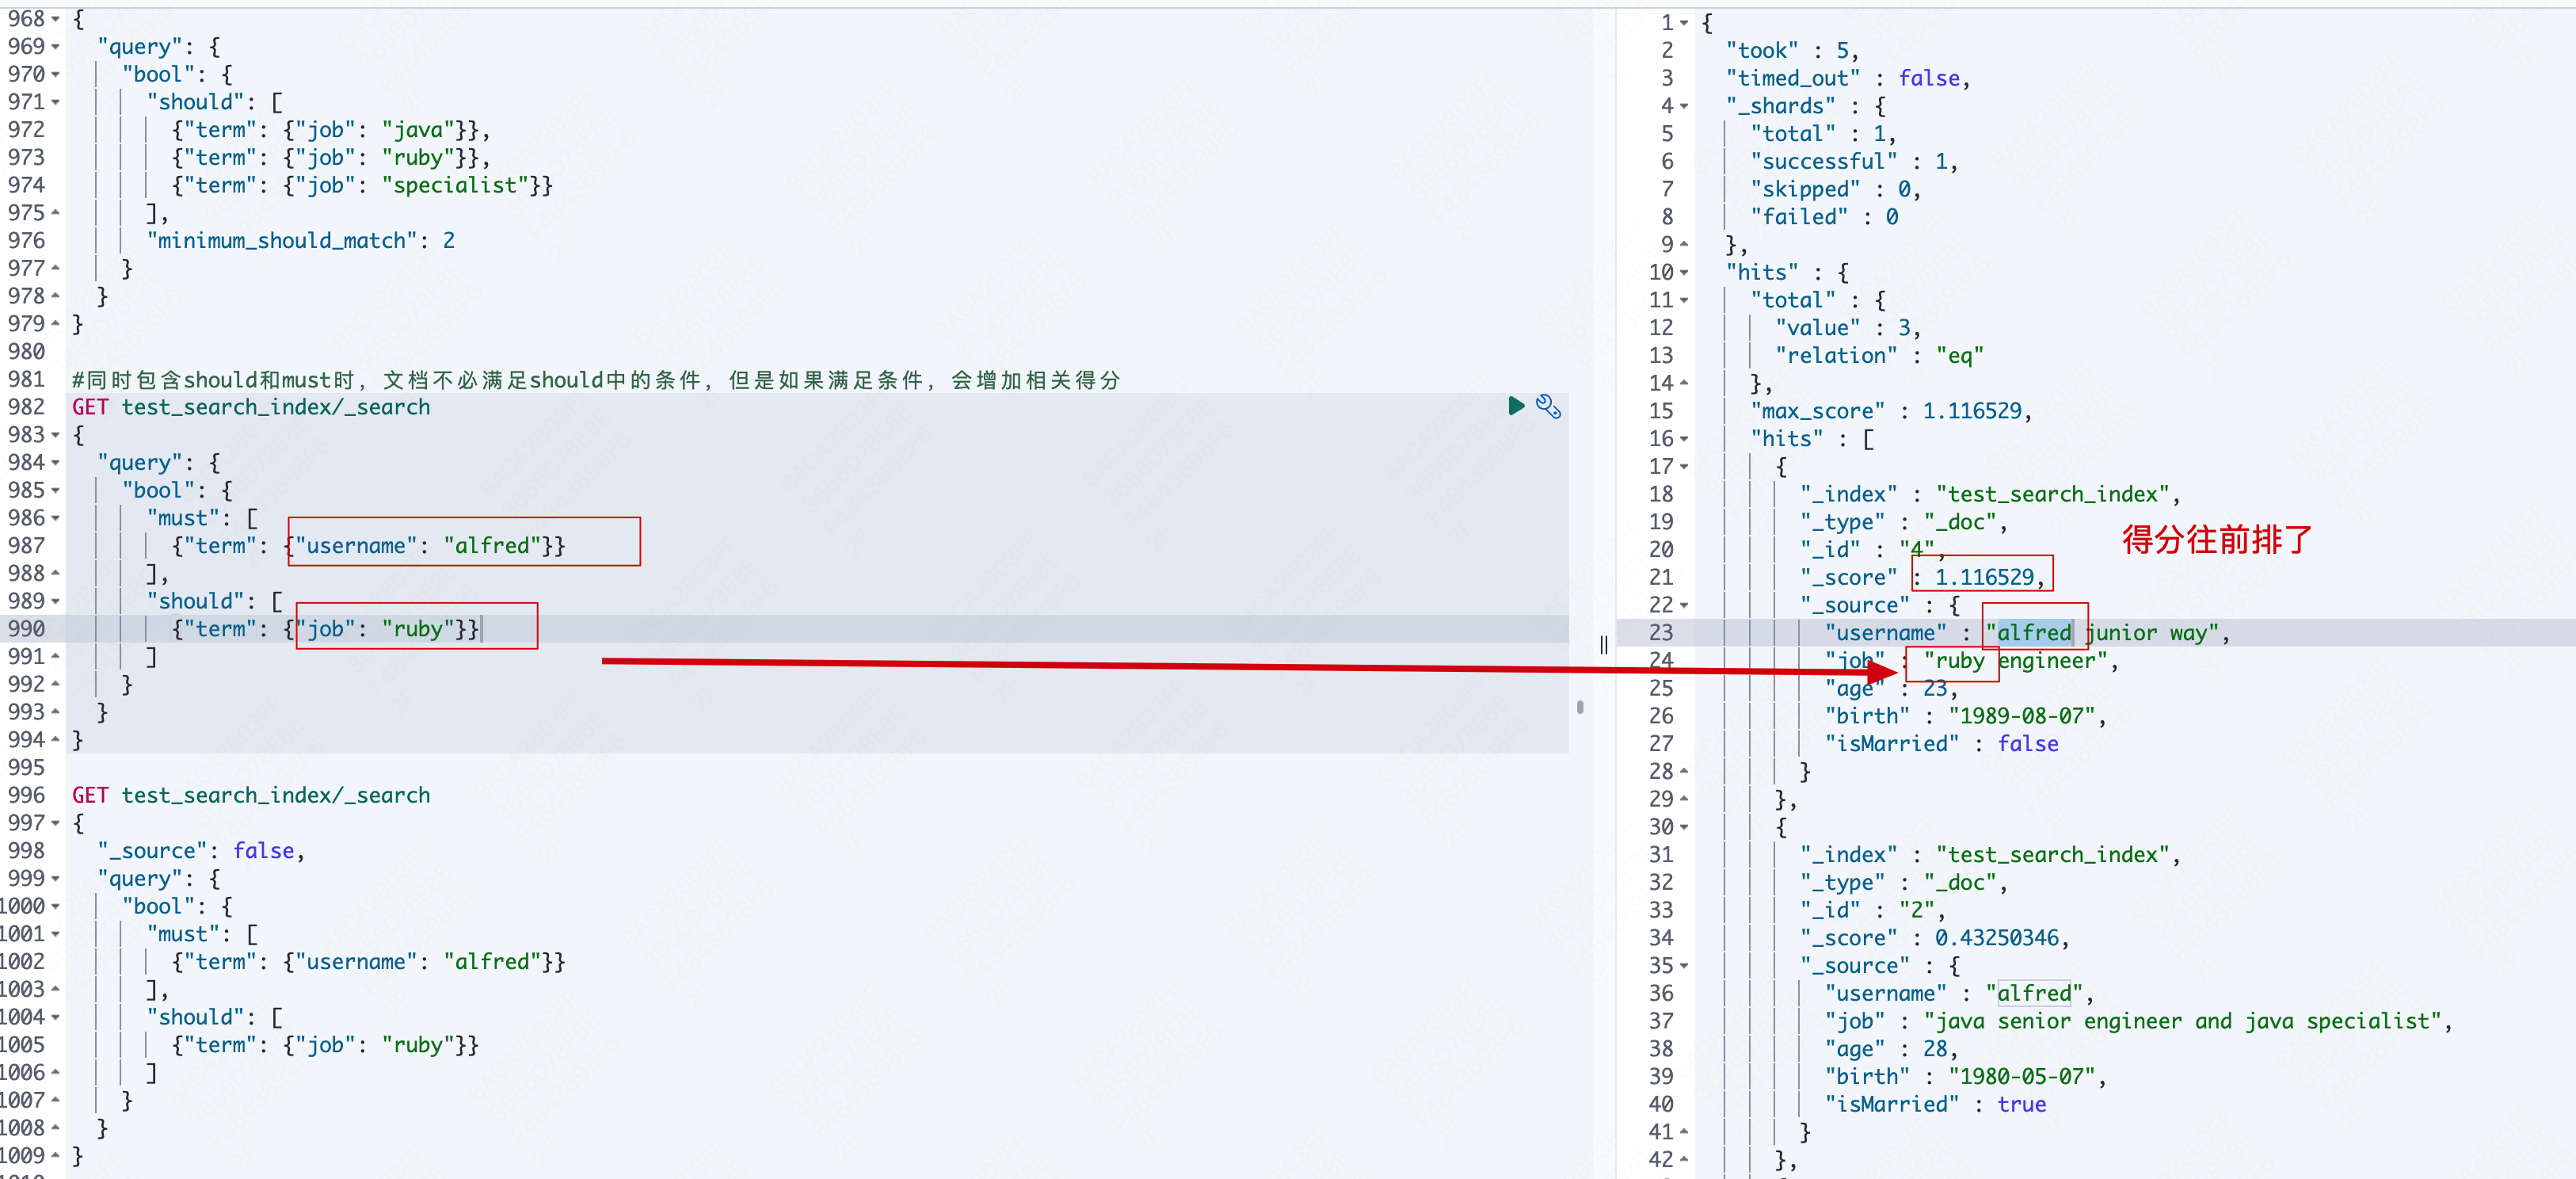 968 {
969 "query": {
970 "bool": {
971 "should": [
972 {"term": {"job": "java"}},
973 {"term": {"job": "ruby"}},
974 {"term": {"job": "specialist"}}
975 ],
976 "minimum_should_match": 2
977 }
978 }
979 }
980
981 #同时包含should和must时，文档不必满足should中的条件，但是如果满足条件，会增加相关得分
982 GET test_search_index/_search
983 {
984 "query": {
985 "bool": {
986 "must": [
987 {"term": {"username": "alfred"}}
988 ],
989 "should": [
990 {"term": {"job": "ruby"}}
991 ]
992 }
993 }
994 }
995
996 GET test_search_index/_search
997 {
998 "_source": false,
999 "query": {
1000 "bool": {
1001 "must": [
1002 {"term": {"username": "alfred"}}
1003 ],
1004 "should": [
1005 {"term": {"job": "ruby"}}
1006 ]
1007 }
1008 }
1009 }
1 {
2 "took" : 5,
3 "timed_out" : false,
4 "_shards" : {
5 "total" : 1,
6 "successful" : 1,
7 "skipped" : 0,
8 "failed" : 0
9 },
10 "hits" : {
11 "total" : {
12 "value" : 3,
13 "relation" : "eq"
14 },
15 "max_score" : 1.116529,
16 "hits" : [
17 {
18 "_index" : "test_search_index",
19 "_type" : "_doc",
20 "_id" : "4",
得分往前排了
21 "_score" : 1.116529,
22 "_source" : {
23 "username" : "alfred junior way",
24 "job" : "ruby engineer",
25 "age" : 23,
26 "birth" : "1989-08-07",
27 "isMarried" : false
28 }
29 },
30 {
31 "_index" : "test_search_index",
32 "_type" : "_doc",
33 "_id" : "2",
34 "_score" : 0.43250346,
35 "_source" : {
36 "username" : "alfred",
37 "job" : "java senior engineer and java specialist",
38 "age" : 28,
39 "birth" : "1980-05-07",
40 "isMarried" : true
41 }
42 },